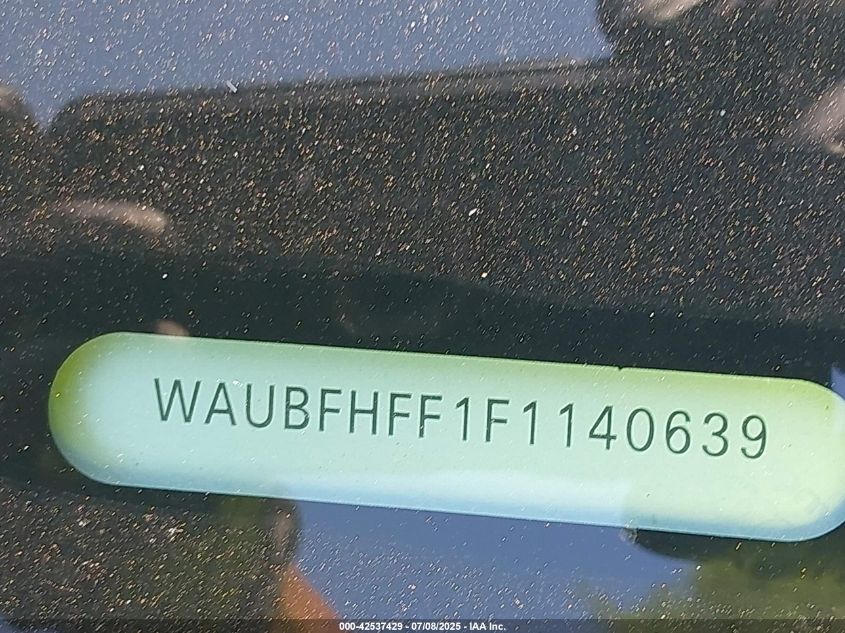 WAUBFHFF1F1140639
000-42537429 - 07/08/2025 - IAA Inc.